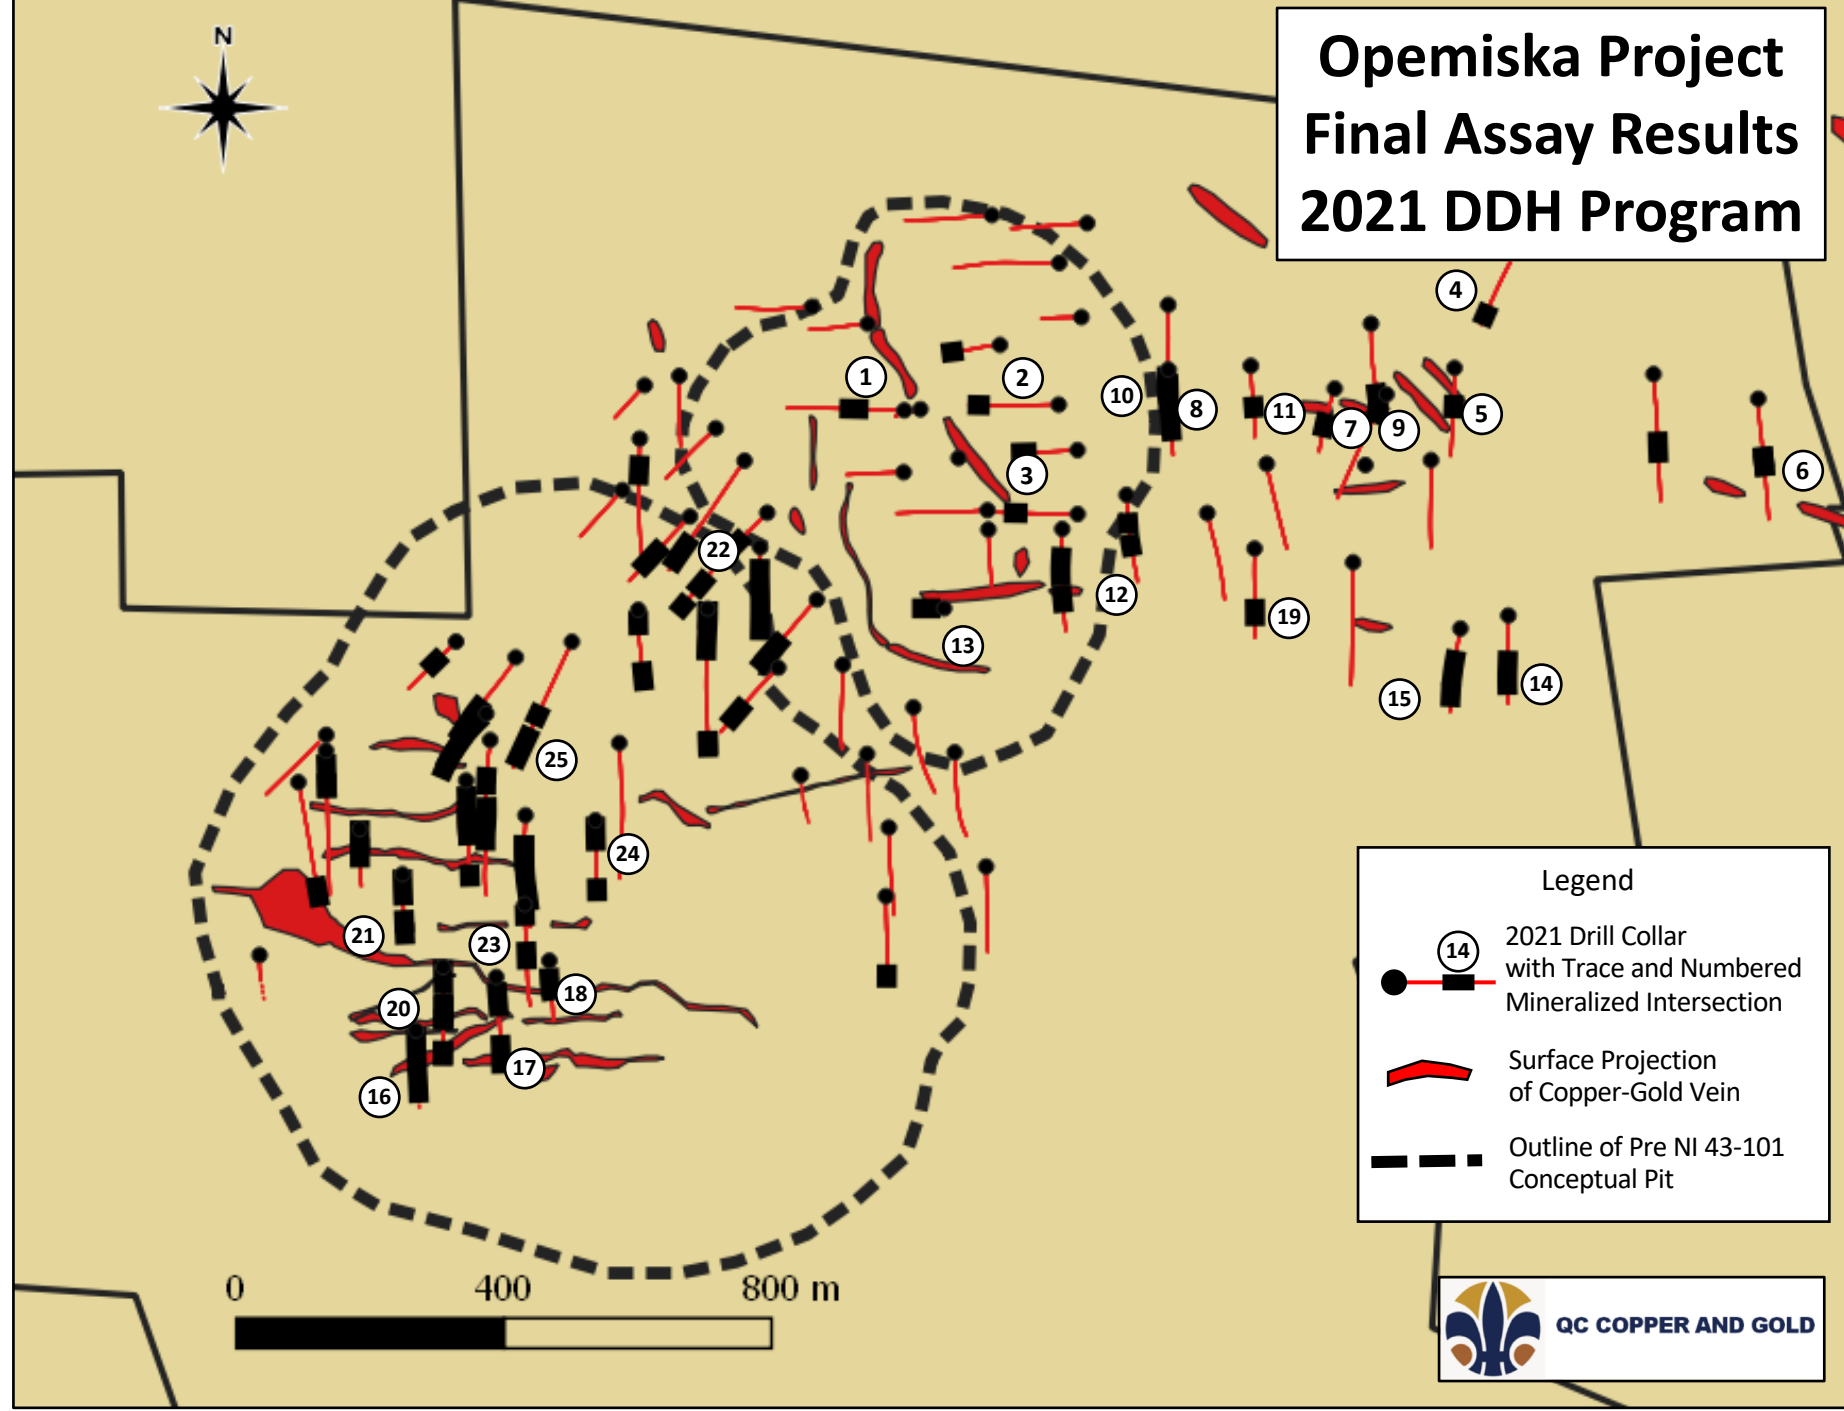 N
Opemiska Project
Final Assay Results
2021 DDH Program
4
1
2
10
8
11
7
9
5
3
6
22
12
19
13
15
14
25
24
21
23
20
18
17
16
Legend
14
2021 Drill Collar
with Trace and Numbered
Mineralized Intersection
Surface Projection
of Copper-Gold Vein
Outline of Pre NI 43-101
Conceptual Pit
0 400 800 m
QC COPPER AND GOLD